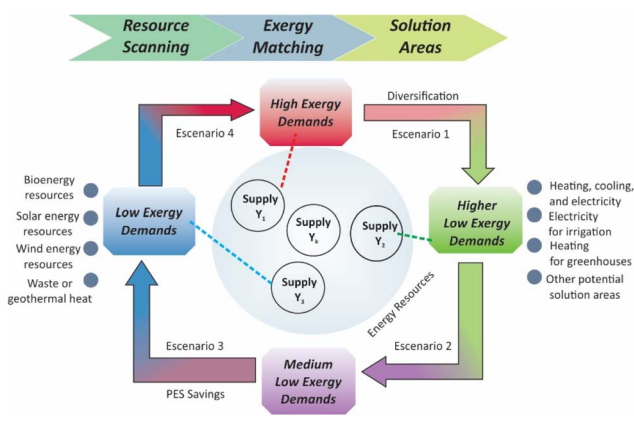 Resource
Scanning
Exergy
Matching
Solution
Areas
High Exergy
Demands
Diversification
Escenario 4
Escenario 1
Bioenergy
resources
Solar energy
resources
Wind energy
resources
Waste or
geothermal heat
Low Exergy
Demands
Supply
Y1
Supply
Yk
Supply
Y2
Supply
Y3
Higher
Low Exergy
Demands
Heating, cooling,
and electricity
Electricity
for irrigation
Heating
for greenhouses
Other potential
solution areas
Energy Resources
Escenario 3
Escenario 2
PES Savings
Medium
Low Exergy
Demands